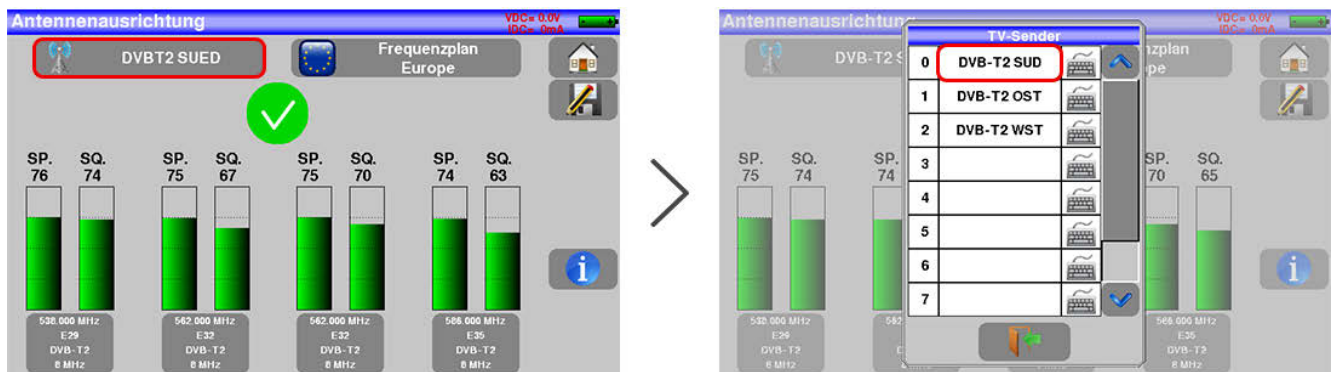 Antennenausrichtung
VDC= 0.0V
IDC= 0mA
DVBT2 SUED
Frequenzplan
Europe
SP. SQ. SP. SQ. SP. SQ. SP. SQ.
76 74 75 67 75 70 74 63
538.000 MHz 562.000 MHz 562.000 MHz 586.000 MHz
E29 E32 E32 E35
DVB-T2 DVB-T2 DVB-T2 DVB-T2
8 MHz 8 MHz 8 MHz 8 MHz
Antennenausrichtung
VDC= 0.0V
IDC= 0mA
TV-Sender
DVB-T2 S
nzplan
pe
0 DVB-T2 SUD
1 DVB-T2 OST
2 DVB-T2 WST
3
4
5
6
7
SP. SQ. SP. SP. SQ.
75 74 74 70 65
538.000 MHz
E29 E35
DVB-T2 DVB-T2
8 MHz 8 MHz